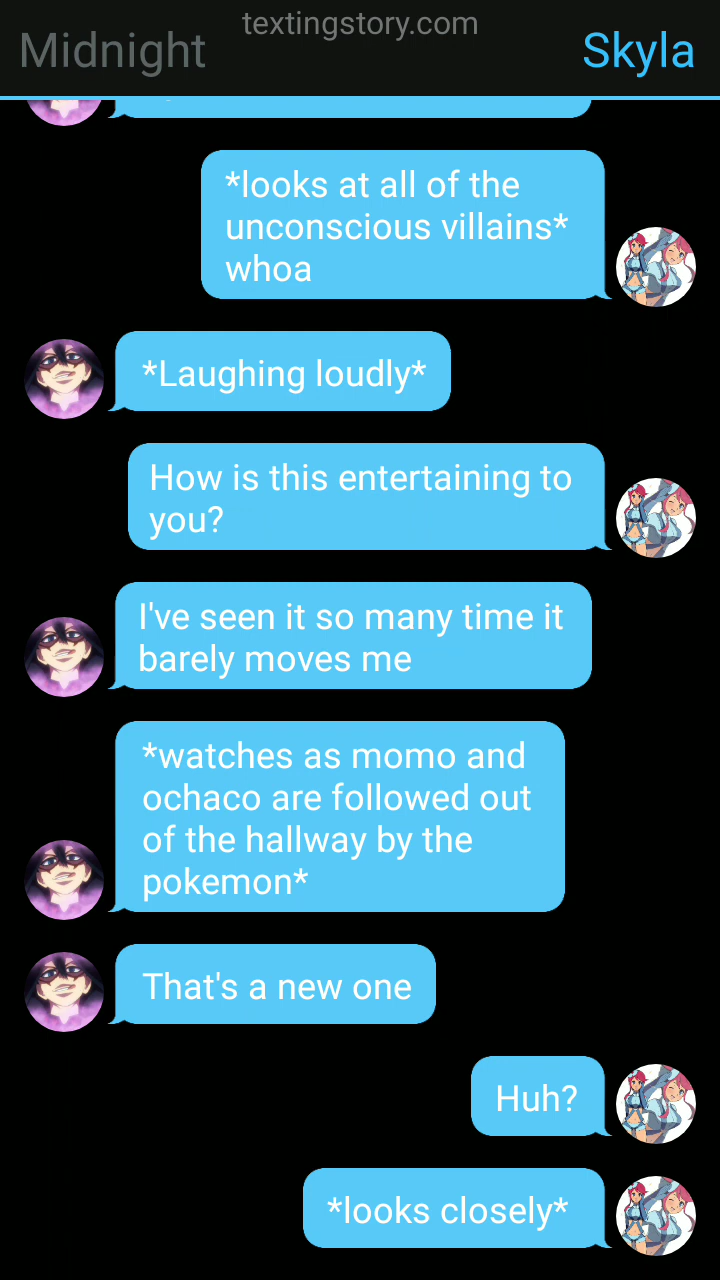 textingstory.com
Midnight
Skyla
*looks at all of the
unconscious villains*
whoa
*Laughing loudly*
How is this entertaining to
you?
I've seen it so many time it
barely moves me
*watches as momo and
ochaco are followed out
of the hallway by the
pokemon*
That's a new one
Huh?
*looks closely*